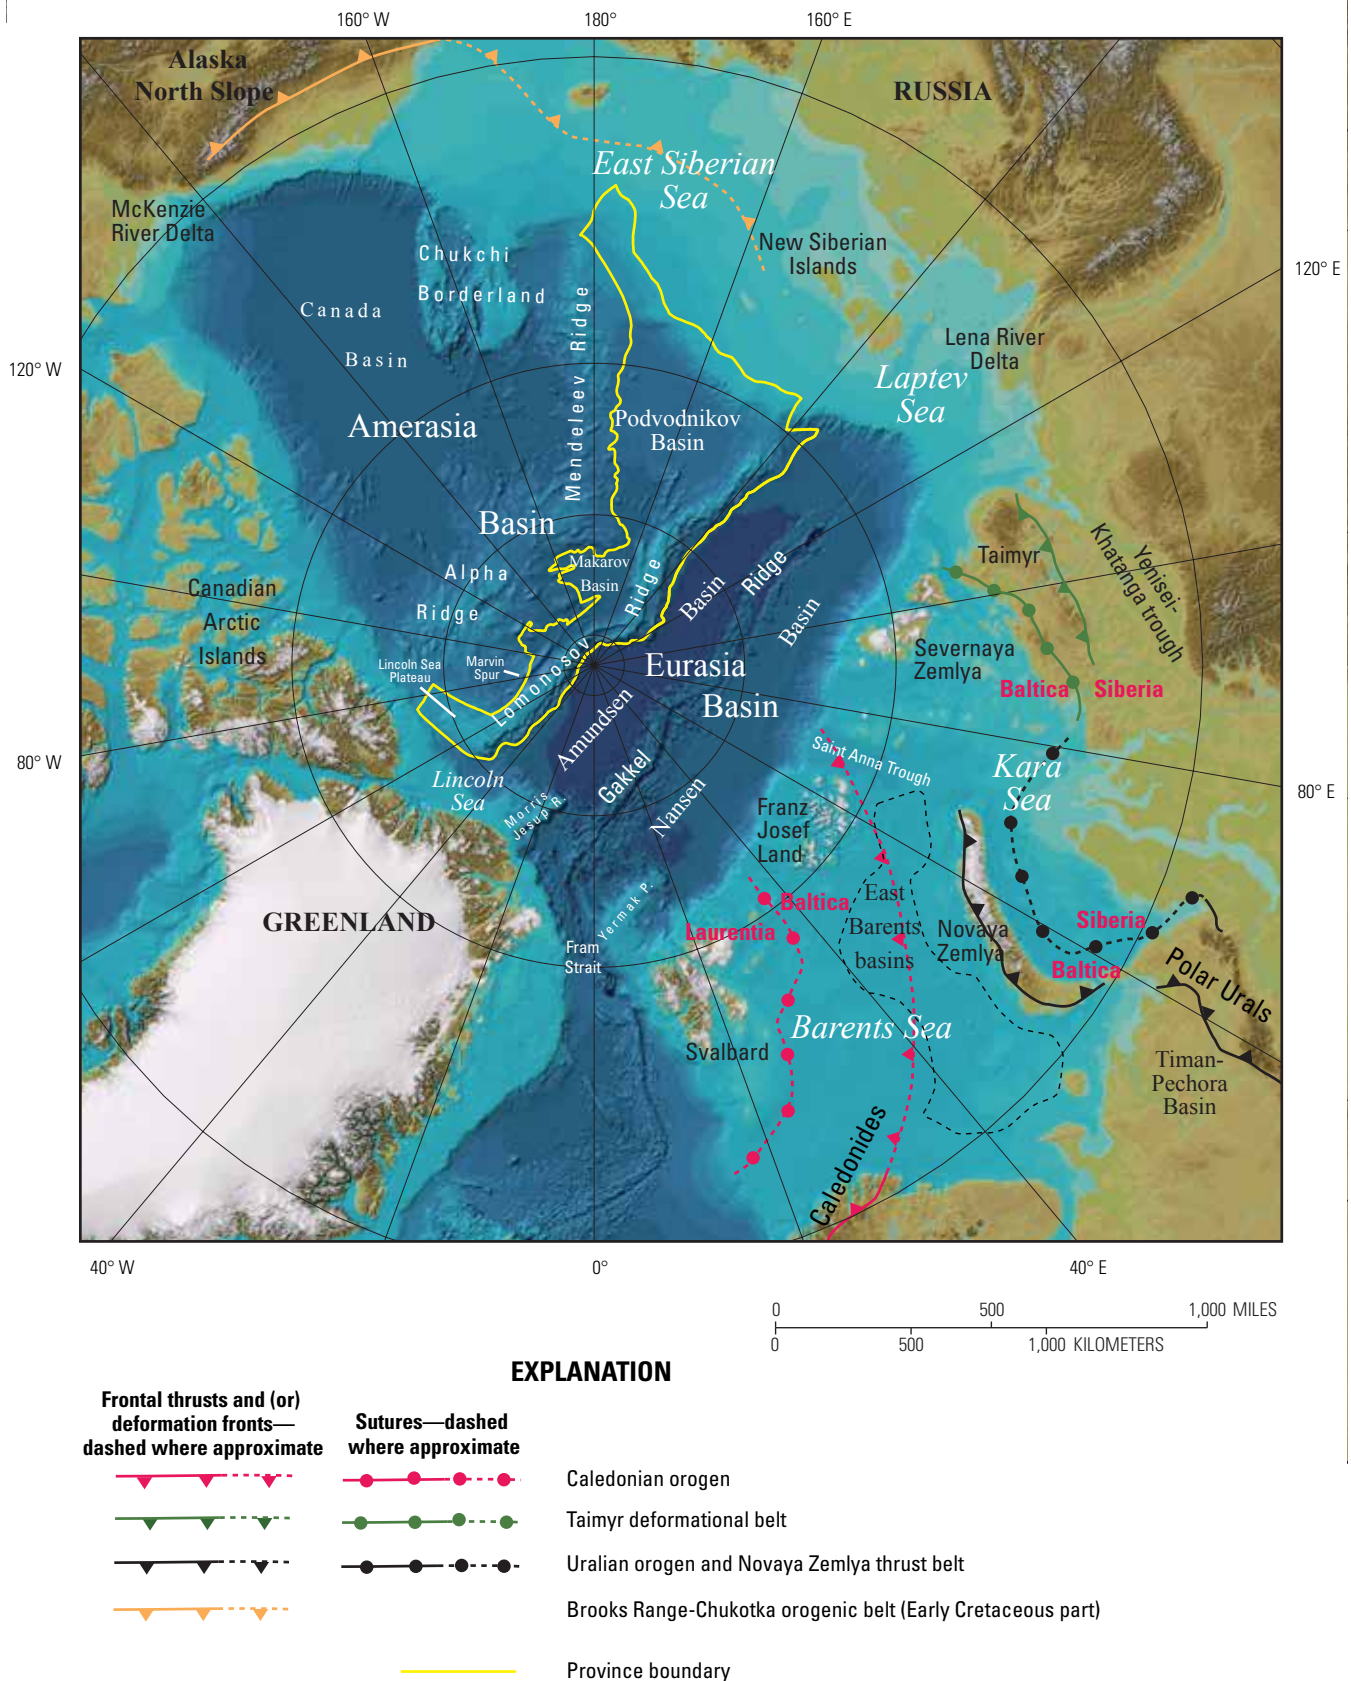 160° W
180°
160° E
Alaska
North Slope
RUSSIA
East Siberian
Sea
McKenzie
River Delta
New Siberian
Islands
Chukchi
Borderland
120° E
Canada
Basin
Mendeleev Ridge
Lena River
Delta
Laptev
Sea
120° W
Amerasia
Basin
Podvodnikov
Basin
Makarov
Basin
Taimyr
Yenisei-
Khatanga trough
Alpha
Ridge
Canadian
Arctic
Islands
Lincoln Sea
Plateau
Marvin
Spur
Lomonosov
Ridge
Basin
Ridge
Basin
Eurasia
Basin
Severnaya
Zemlya
Baltica
Siberia
Amundsen
Gakkel
Nansen
Saint Anna Trough
Kara
Sea
80° W
80° E
Lincoln
Sea
Morris
Jesup R.
Franz
Josef
Land
Yermak P.
East
Barents
basins
Baltica
Laurentia
Novaya
Zemlya
Siberia
Baltica
GREENLAND
Fram
Strait
Polar Urals
Svalbard
Barents Sea
Timan-
Pechora
Basin
Caledonides
40° W
0°
40° E
0
500
1,000 MILES
0
500
1,000 KILOMETERS
EXPLANATION
Frontal thrusts and (or)
deformation fronts—
dashed where approximate
Sutures—dashed
where approximate
Caledonian orogen
Taimyr deformational belt
Uralian orogen and Novaya Zemlya thrust belt
Brooks Range-Chukotka orogenic belt (Early Cretaceous part)
Province boundary